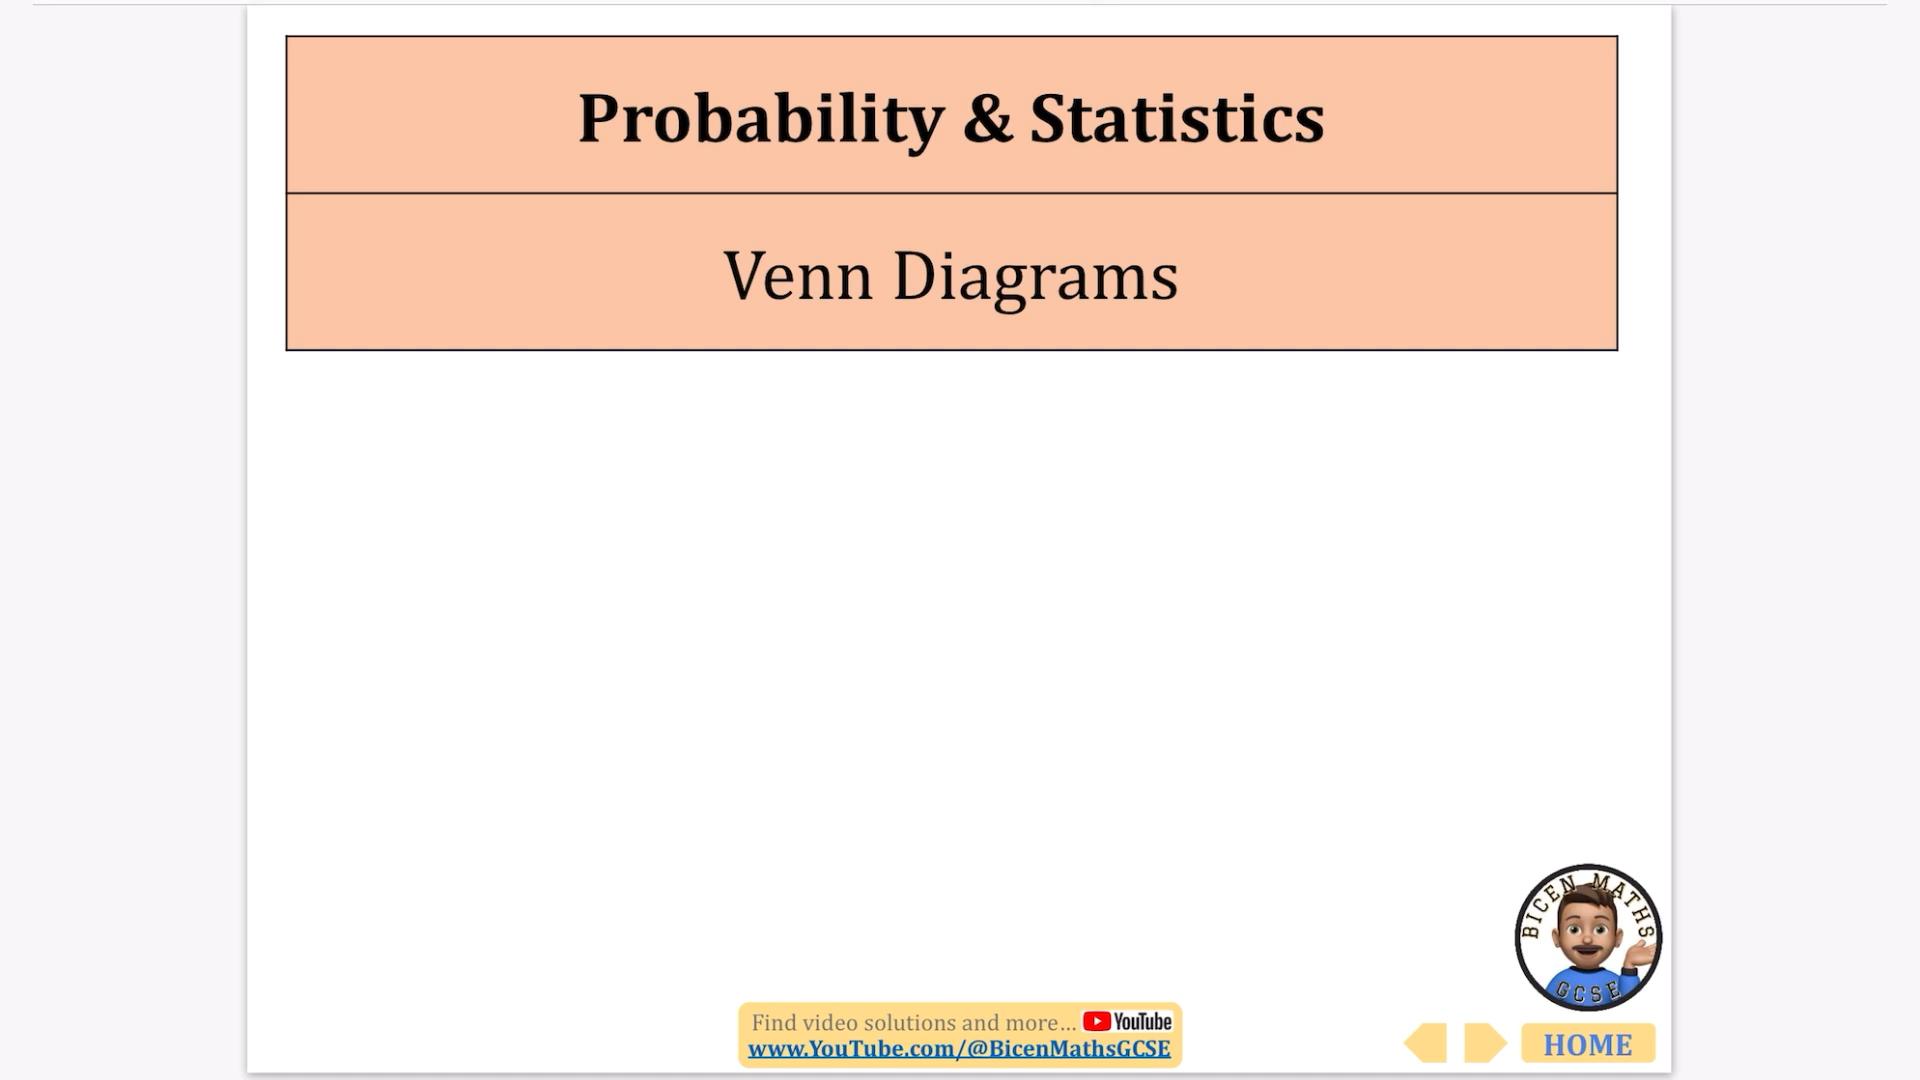 Probability & Statistics
Venn Diagrams
BICEN MATHS
GCSE
Find video solutions and more... YouTube
www.YouTube.com/@BicenMathsGCSE
HOME